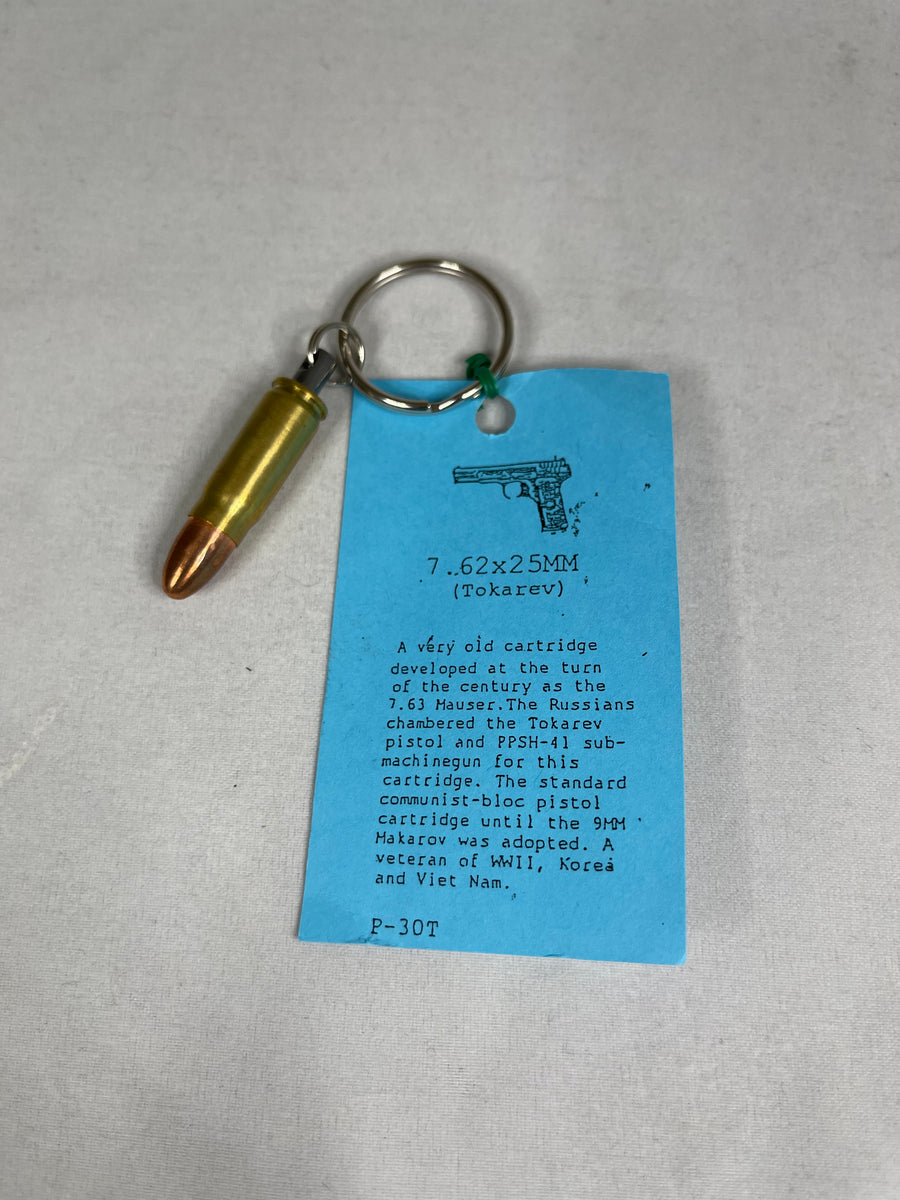 7.62x25MM
(Tokarev)
A very old cartridge
developed at the turn
of the century as the
7.63 Mauser.The Russians
chambered the Tokarev
pistol and PPSH-41 sub-
machinegun for this
cartridge. The standard
communist-bloc pistol
cartridge until the 9MM
Makarov was adopted. A
veteran of WWII, Korea
and Viet Nam.
P-30T